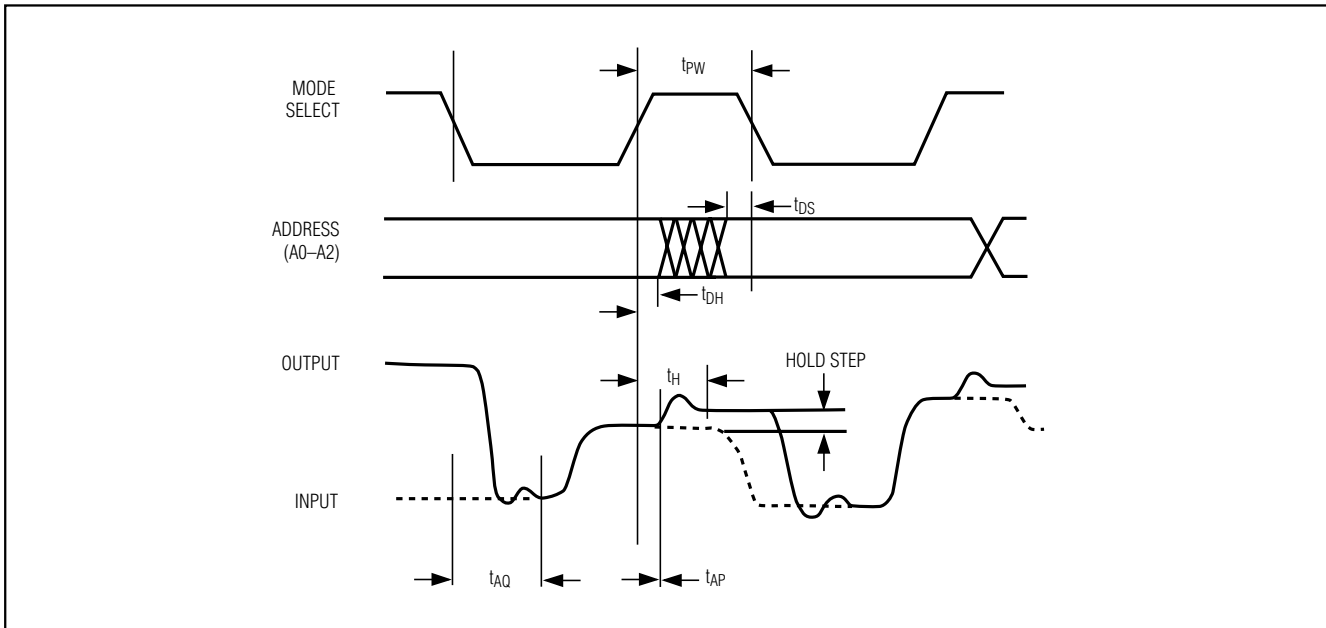 MODE
SELECT
tPW
ADDRESS
(A0–A2)
tDS
tDH
OUTPUT
tH
HOLD STEP
INPUT
tAQ
tAP